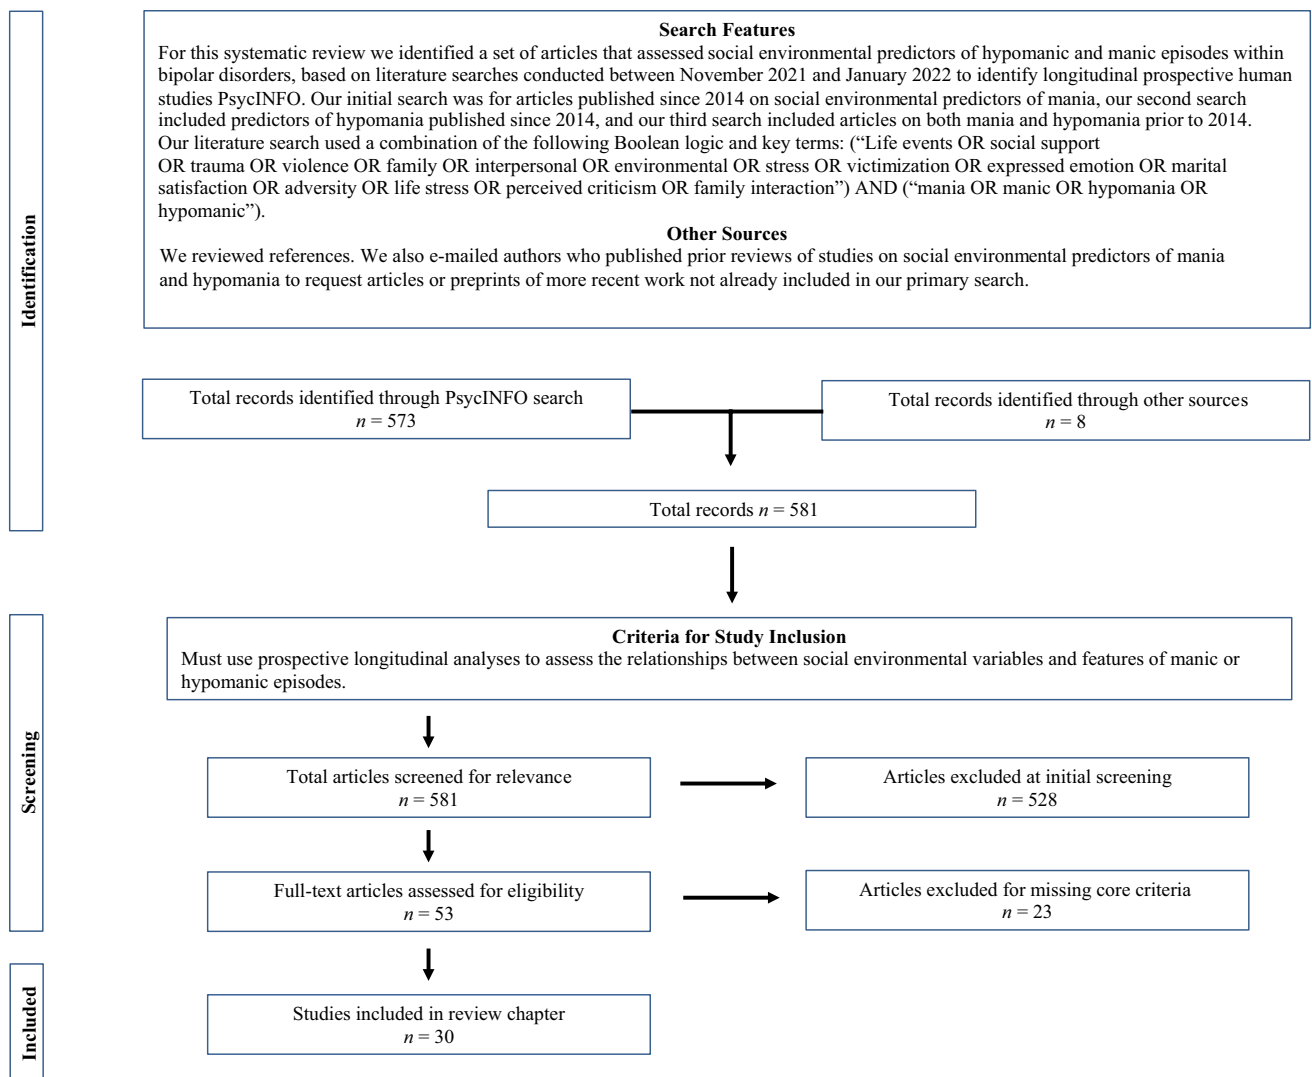 Identification
Search Features
For this systematic review we identified a set of articles that assessed social environmental predictors of hypomanic and manic episodes within
bipolar disorders, based on literature searches conducted between November 2021 and January 2022 to identify longitudinal prospective human
studies PsycINFO. Our initial search was for articles published since 2014 on social environmental predictors of mania, our second search
included predictors of hypomania published since 2014, and our third search included articles on both mania and hypomania prior to 2014.
Our literature search used a combination of the following Boolean logic and key terms: (“Life events OR social support
OR trauma OR violence OR family OR interpersonal OR environmental OR stress OR victimization OR expressed emotion OR marital
satisfaction OR adversity OR life stress OR perceived criticism OR family interaction”) AND (“mania OR manic OR hypomania OR
hypomanic”).
Other Sources
We reviewed references. We also e-mailed authors who published prior reviews of studies on social environmental predictors of mania
and hypomania to request articles or preprints of more recent work not already included in our primary search.
Total records identified through PsycINFO search
n = 573
Total records identified through other sources
n = 8
Total records n = 581
Screening
Criteria for Study Inclusion
Must use prospective longitudinal analyses to assess the relationships between social environmental variables and features of manic or
hypomanic episodes.
Total articles screened for relevance
n = 581
Articles excluded at initial screening
n = 528
Full-text articles assessed for eligibility
n = 53
Articles excluded for missing core criteria
n = 23
Included
Studies included in review chapter
n = 30